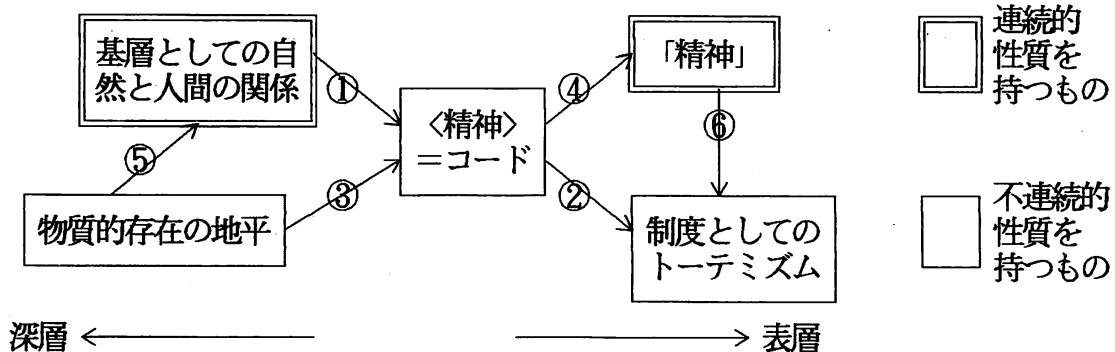 基層としての自
然と人間の関係
①
⑤
物質的存在の地平
③
〈精神〉
＝コード
④
②
「精神」
⑥
制度としての
トーテミズム
連続的
性質を
持つもの
不連続的
性質を
持つもの
深層
表層